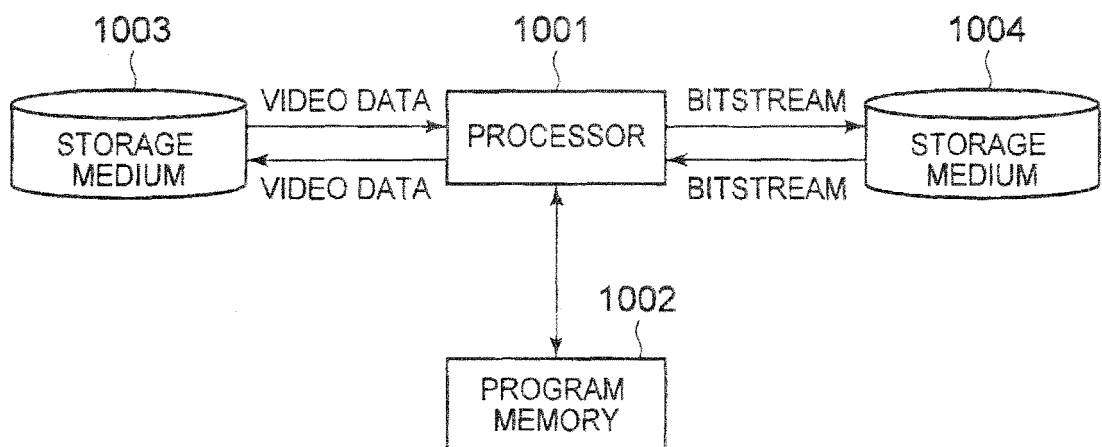 1003
1001
1004
STORAGE
MEDIUM
VIDEO DATA
VIDEO DATA
PROCESSOR
BITSTREAM
BITSTREAM
STORAGE
MEDIUM
1002
PROGRAM
MEMORY